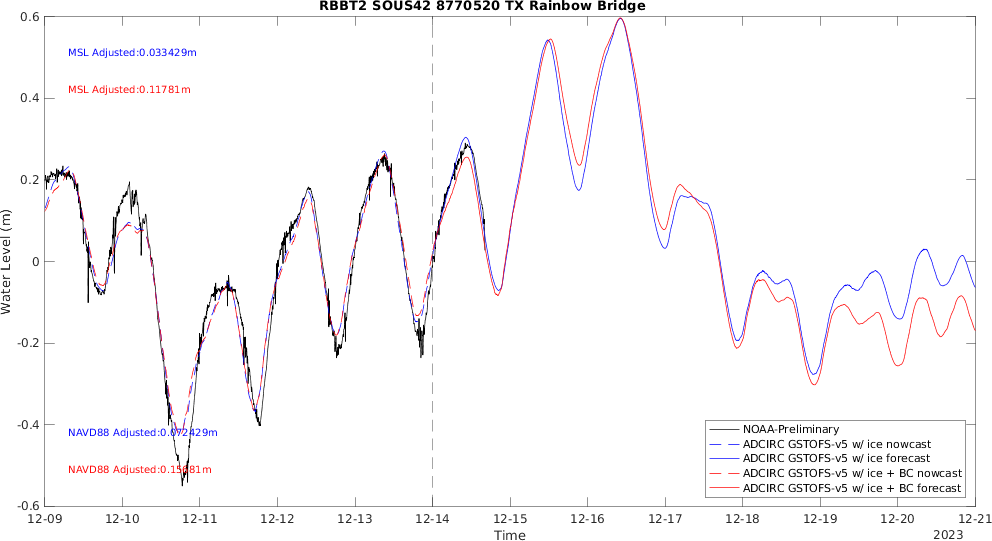 RBBT2 SOUS42 8770520 TX Rainbow Bridge
MSL Adjusted:0.033429m
MSL Adjusted:0.11781m
NAVD88 Adjusted:0.072429m
NAVD88 Adjusted:0.15681m
Water Level (m)
0.6
0.4
0.2
0
-0.2
-0.4
-0.6
NOAA-Preliminary
ADCIRC GSTOFS-v5 w/ ice nowcast
ADCIRC GSTOFS-v5 w/ ice forecast
ADCIRC GSTOFS-v5 w/ ice + BC nowcast
ADCIRC GSTOFS-v5 w/ ice + BC forecast
12-09 12-10 12-11 12-12 12-13 12-14 12-15 12-16 12-17 12-18 12-19 12-20 12-21
Time
2023